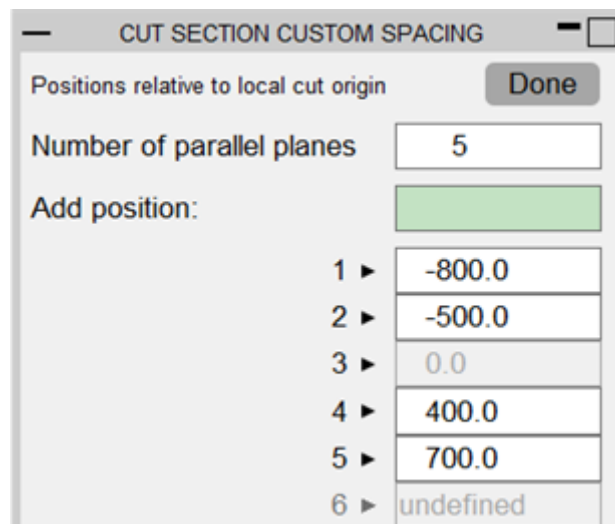 CUT SECTION CUSTOM SPACING
Positions relative to local cut origin Done
Number of parallel planes 5
Add position:
1 ► -800.0
2 ► -500.0
3 ► 0.0
4 ► 400.0
5 ► 700.0
6 ► undefined